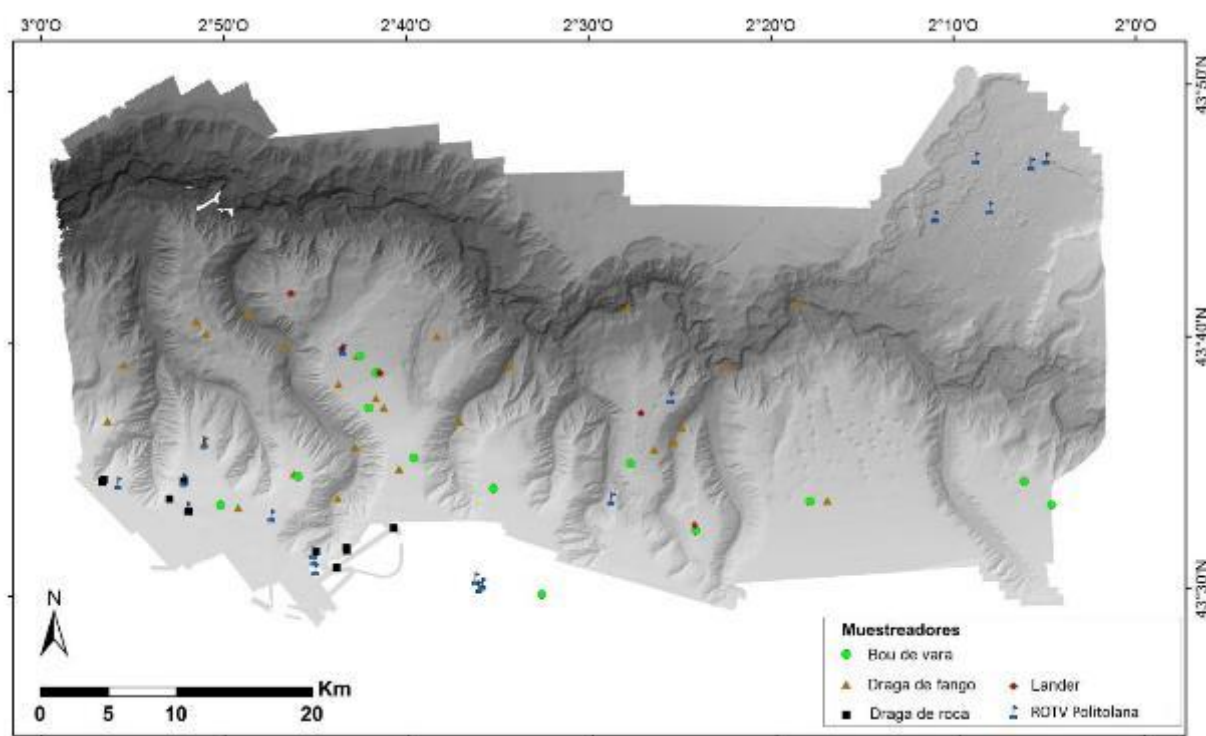 3°0'O 2°50'O 2°40'O 2°30'O 2°20'O 2°10'O 2°0'O
43°50'N
43°40'N
43°30'N
N
Km
0 5 10 20
Muestreadores
Bou de vara
Draga de fango
Lander
Draga de roca
ROTV Politolana